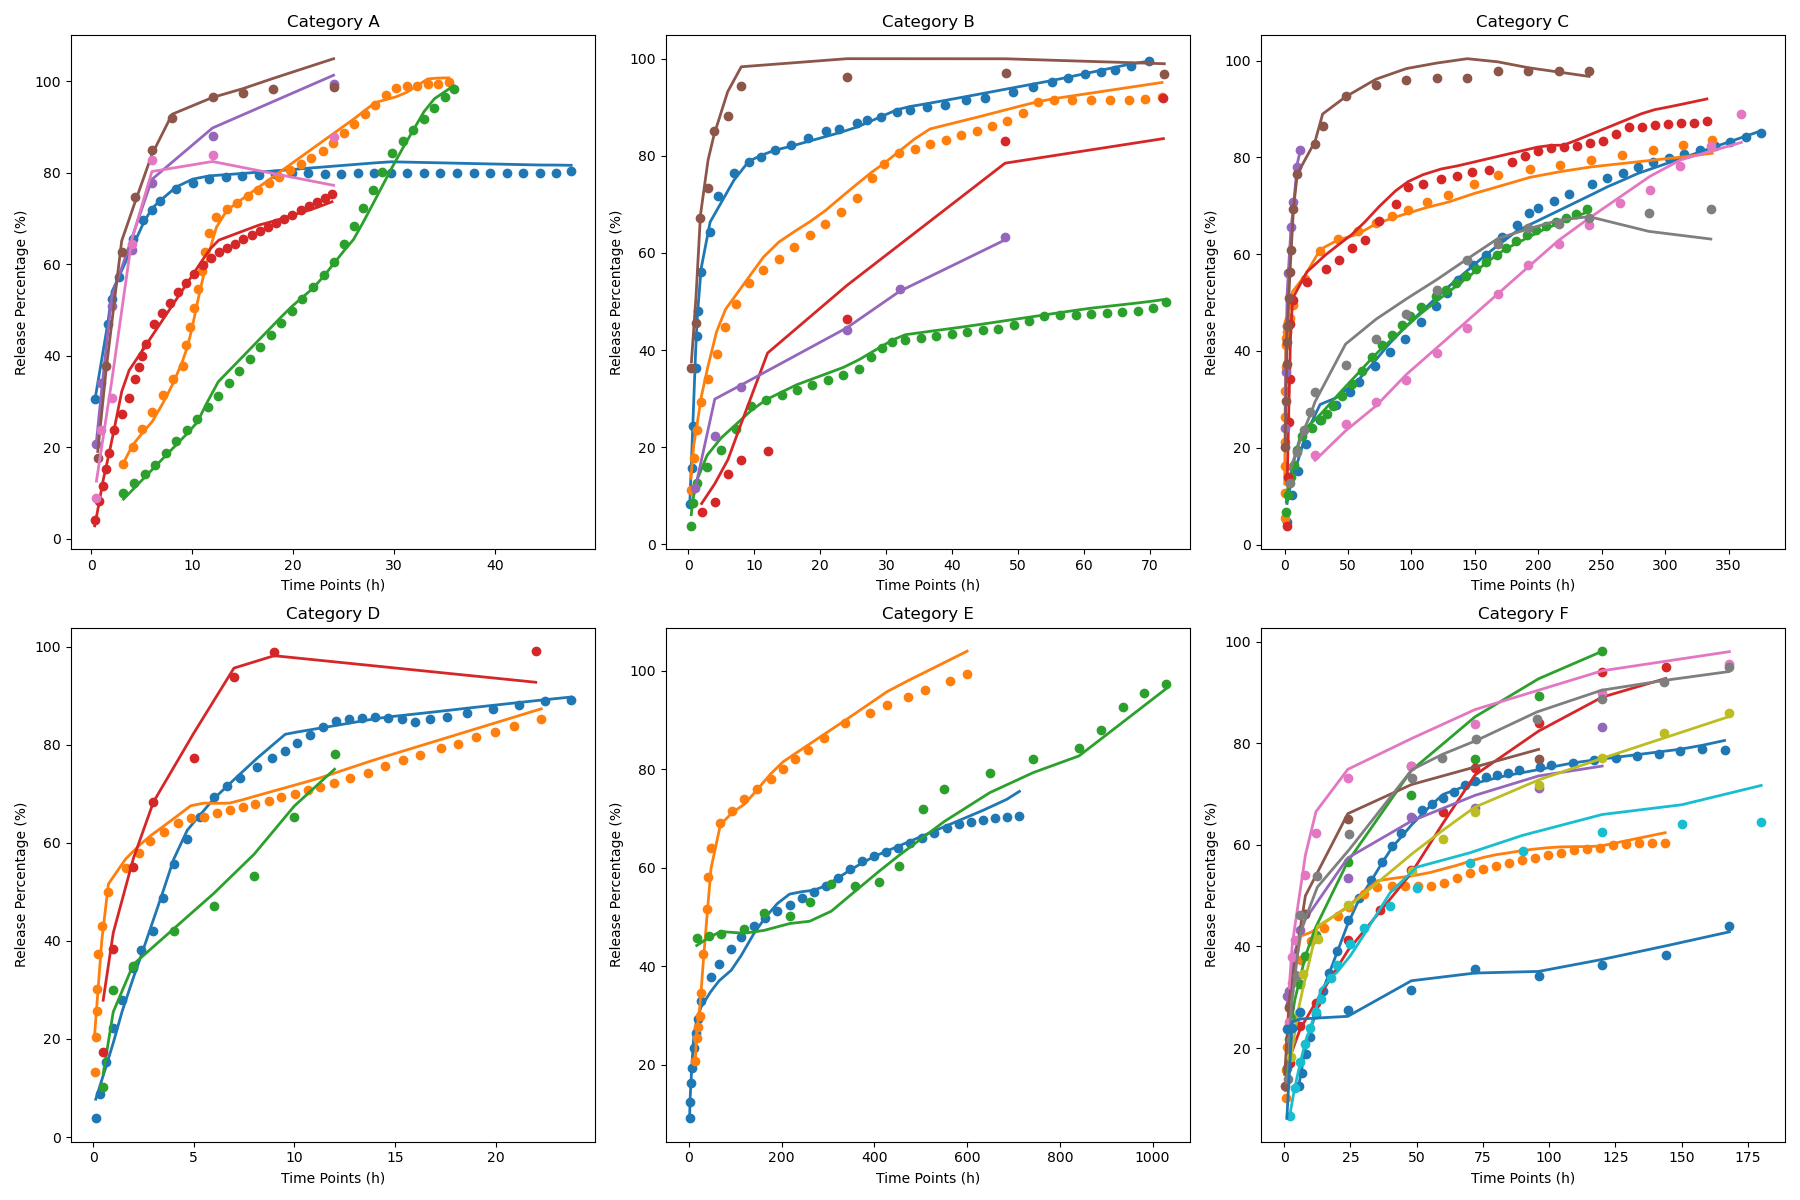 Category A
Release Percentage (%)
100
80
60
40
20
0
0 10 20 30 40
Time Points (h)
Category B
Release Percentage (%)
100
80
60
40
20
0
0 10 20 30 40 50 60 70
Time Points (h)
Category C
Release Percentage (%)
100
80
60
40
20
0
0 50 100 150 200 250 300 350
Time Points (h)
Category D
Release Percentage (%)
100
80
60
40
20
0
0 5 10 15 20
Time Points (h)
Category E
Release Percentage (%)
100
80
60
40
20
0 200 400 600 800 1000
Time Points (h)
Category F
Release Percentage (%)
100
80
60
40
20
0 25 50 75 100 125 150 175
Time Points (h)